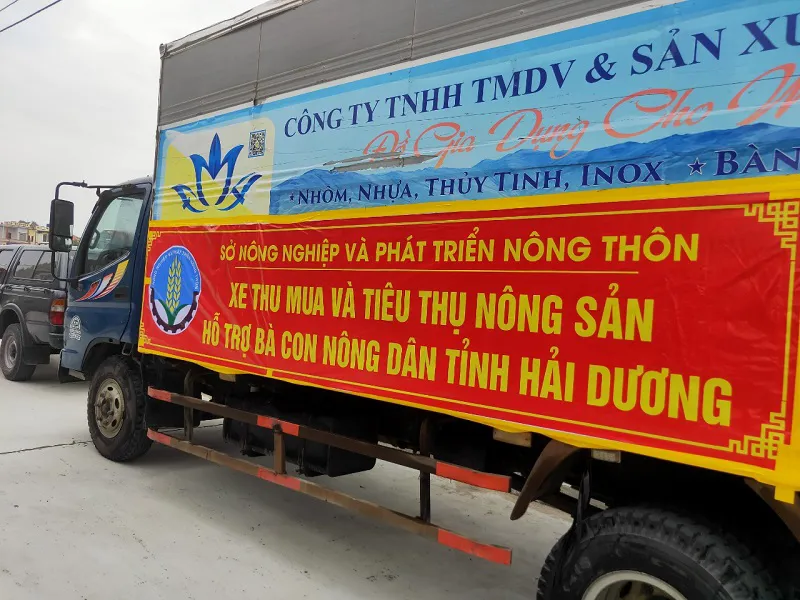 CÔNG TY TNHH TMDV & SẢN XU
Đồ Gia Dụng Cho M
* NHÔM, NHỰA, THỦY TINH, INOX * BÀN
SỞ NÔNG NGHIỆP VÀ PHÁT TRIỂN NÔNG THÔN
XE THU MUA VÀ TIÊU THỤ NÔNG SẢN
HỖ TRỢ BÀ CON NÔNG DÂN TỈNH HẢI DƯƠNG